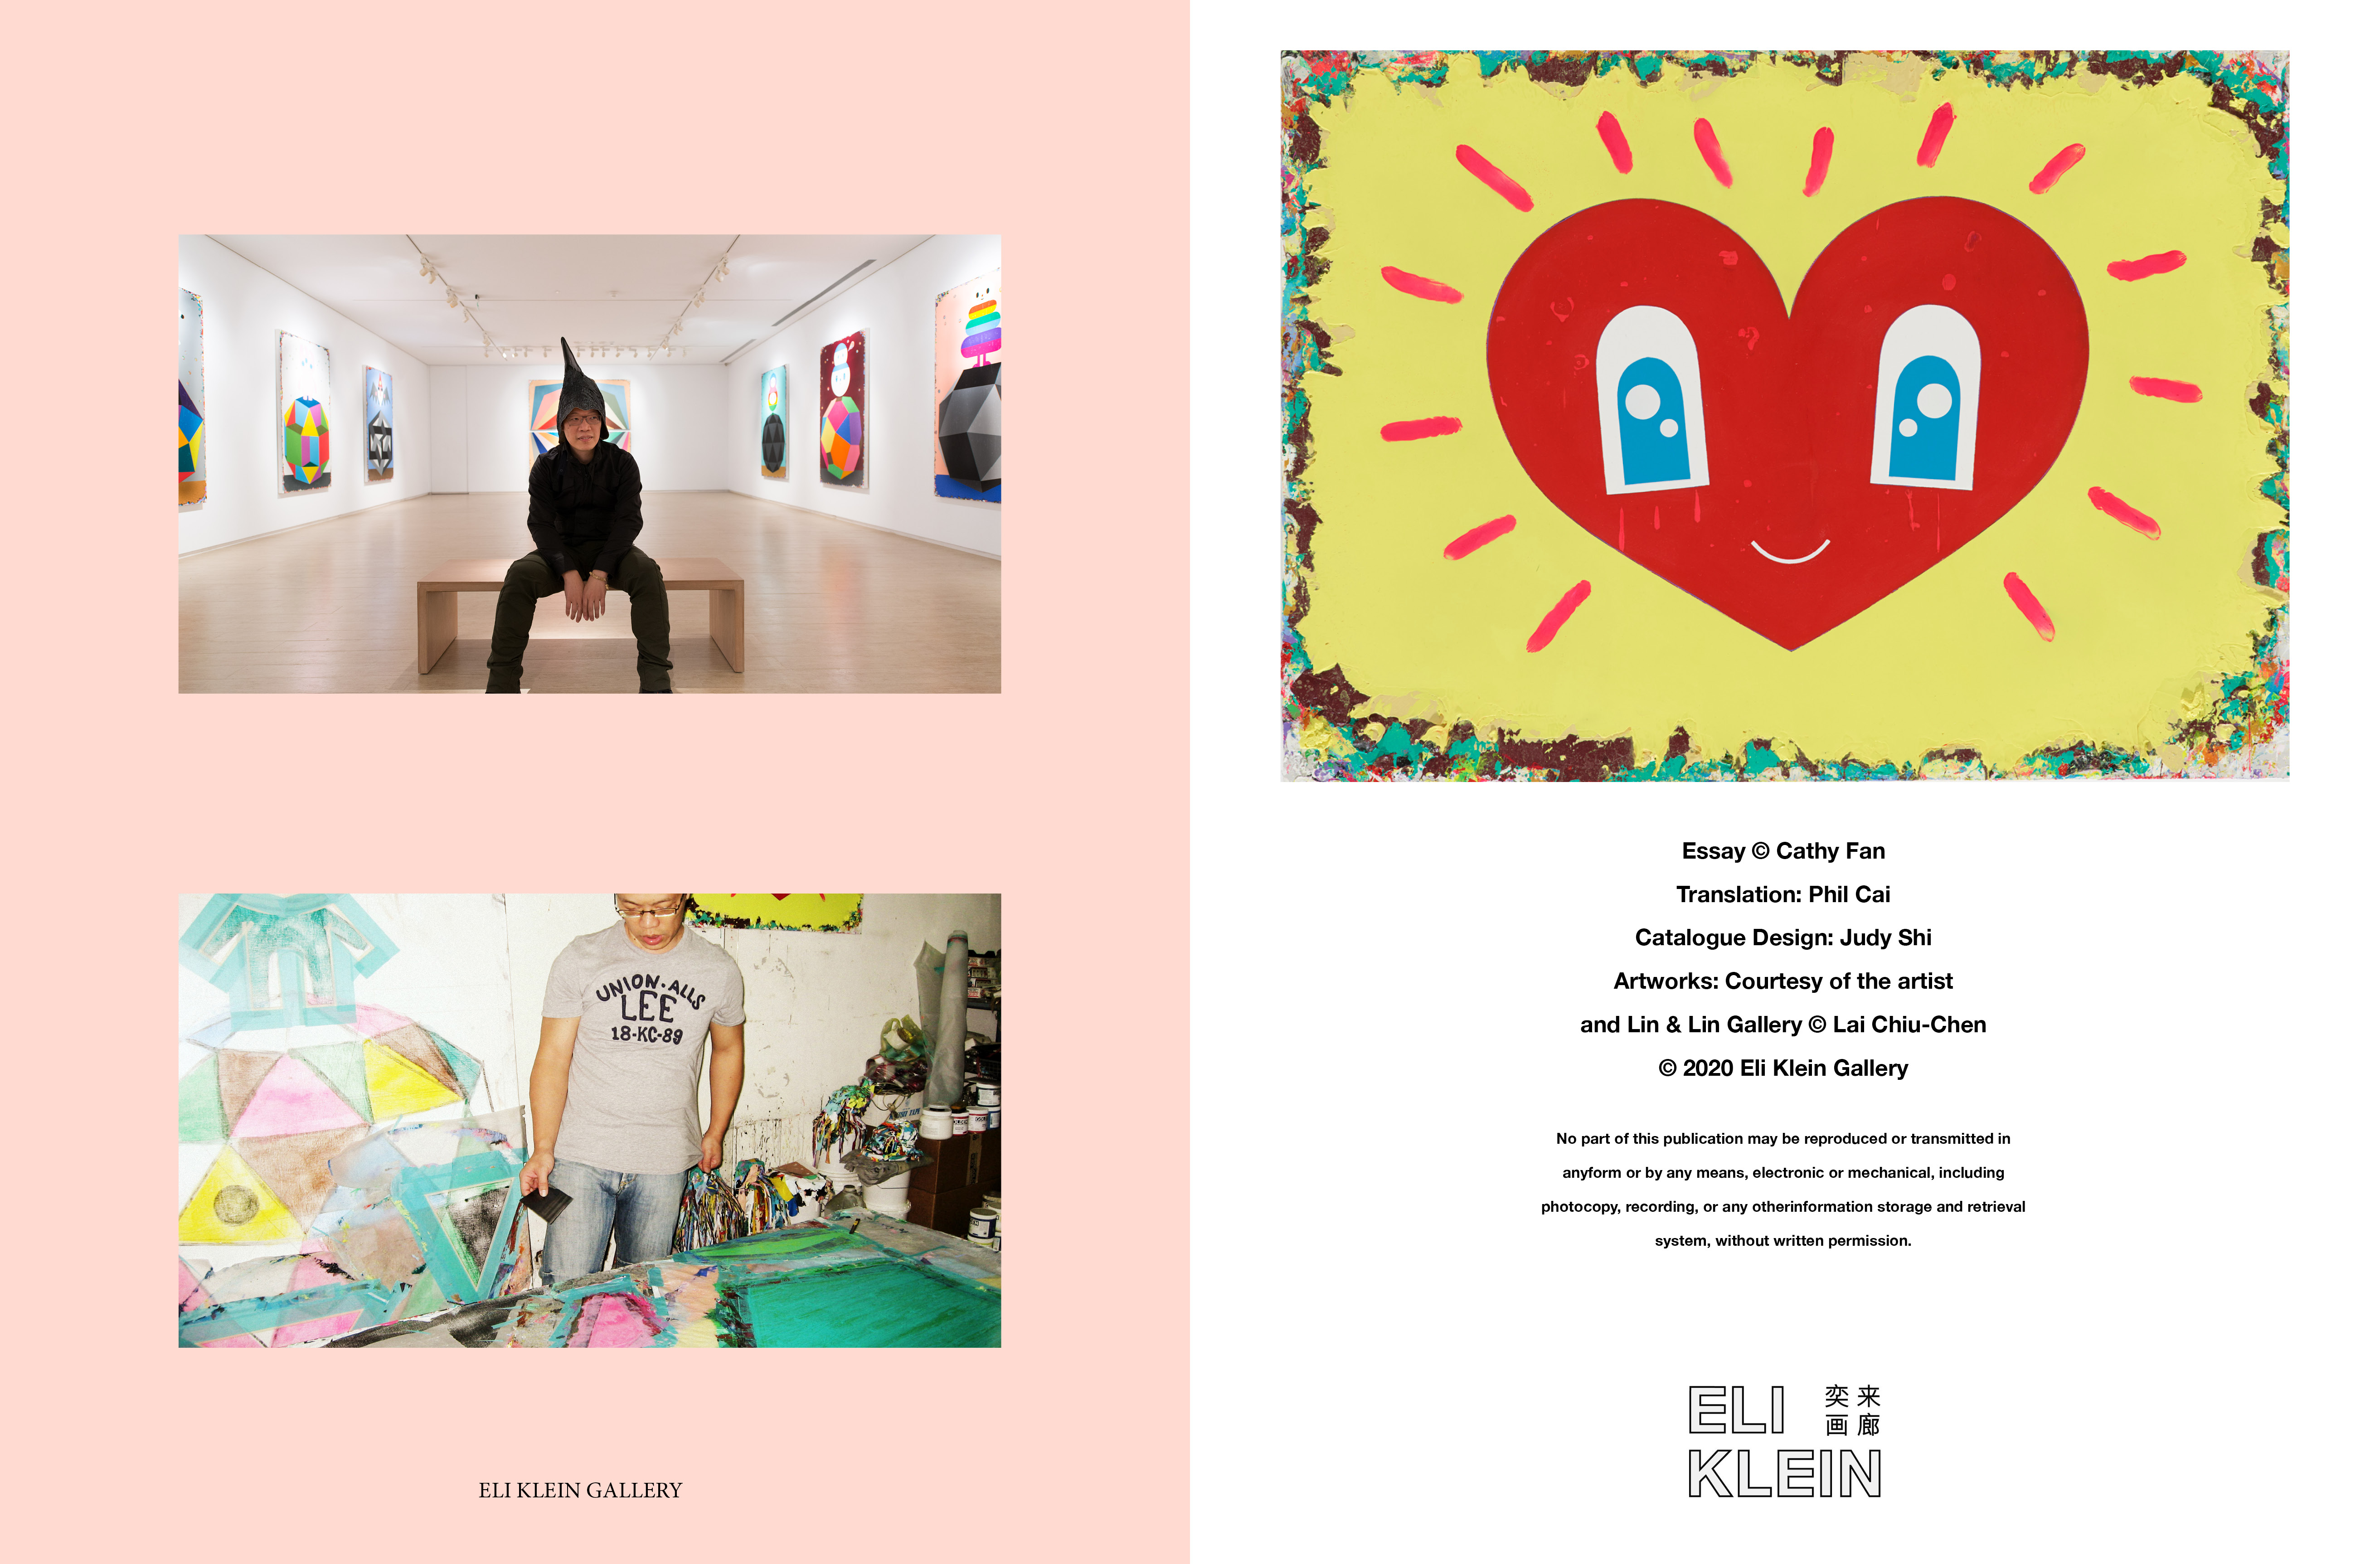 UNION-ALLS
LEE
18-KC-89
ELI KLEIN GALLERY
Essay © Cathy Fan
Translation: Phil Cai
Catalogue Design: Judy Shi
Artworks: Courtesy of the artist
and Lin & Lin Gallery © Lai Chiu-Chen
© 2020 Eli Klein Gallery
No part of this publication may be reproduced or transmitted in
anyform or by any means, electronic or mechanical, including
photocopy, recording, or any otherinformation storage and retrieval
system, without written permission.
ELI 奕来
画廊
KLEIN